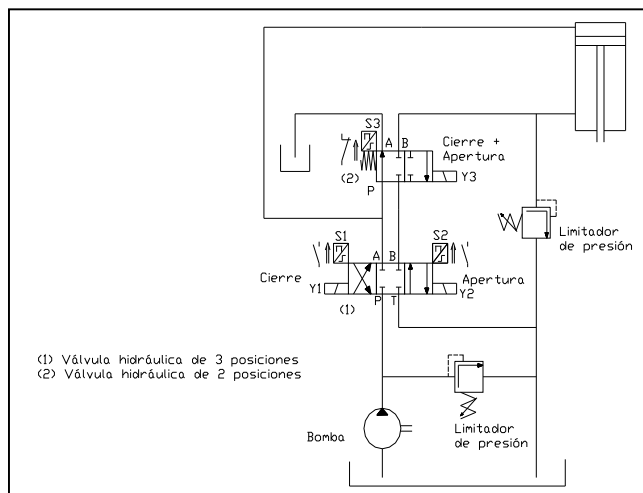 S3
A B
Cierre +
Apertura
(2)
P
Y3
Limitador
de presión
S1
A B
S2
Cierre
Apertura
Y1
P T
Y2
(1)
(1) Válvula hidráulica de 3 posiciones
(2) Válvula hidráulica de 2 posiciones
Bomba
Limitador
de presión